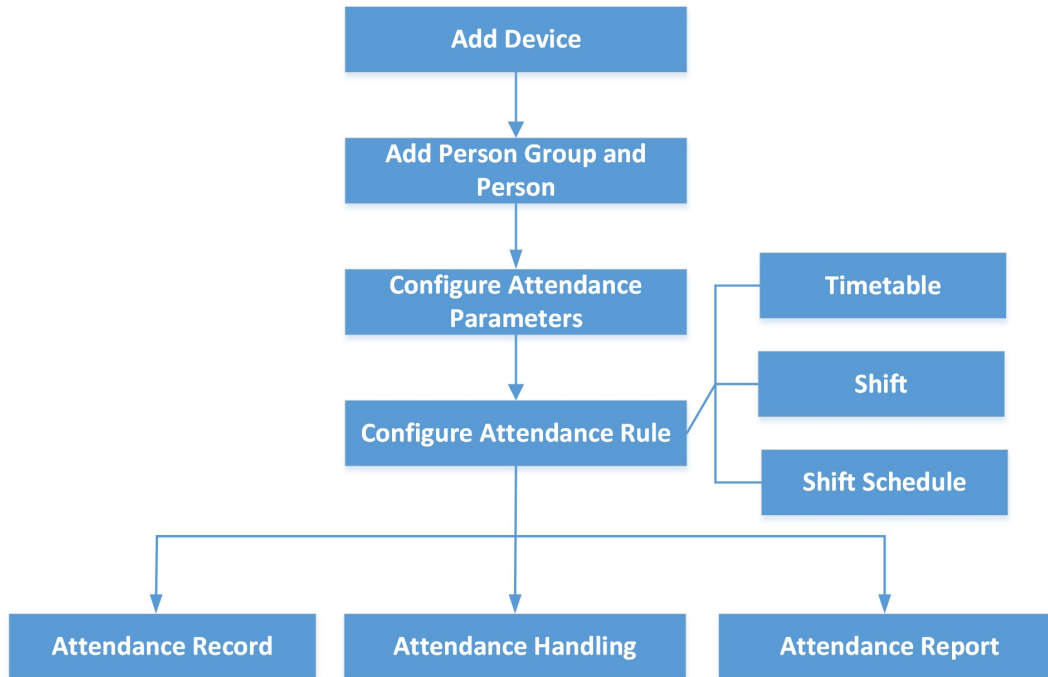 Add Device
Add Person Group and
Person
Configure Attendance
Parameters
Timetable
Shift
Configure Attendance Rule
Shift Schedule
Attendance Record
Attendance Handling
Attendance Report